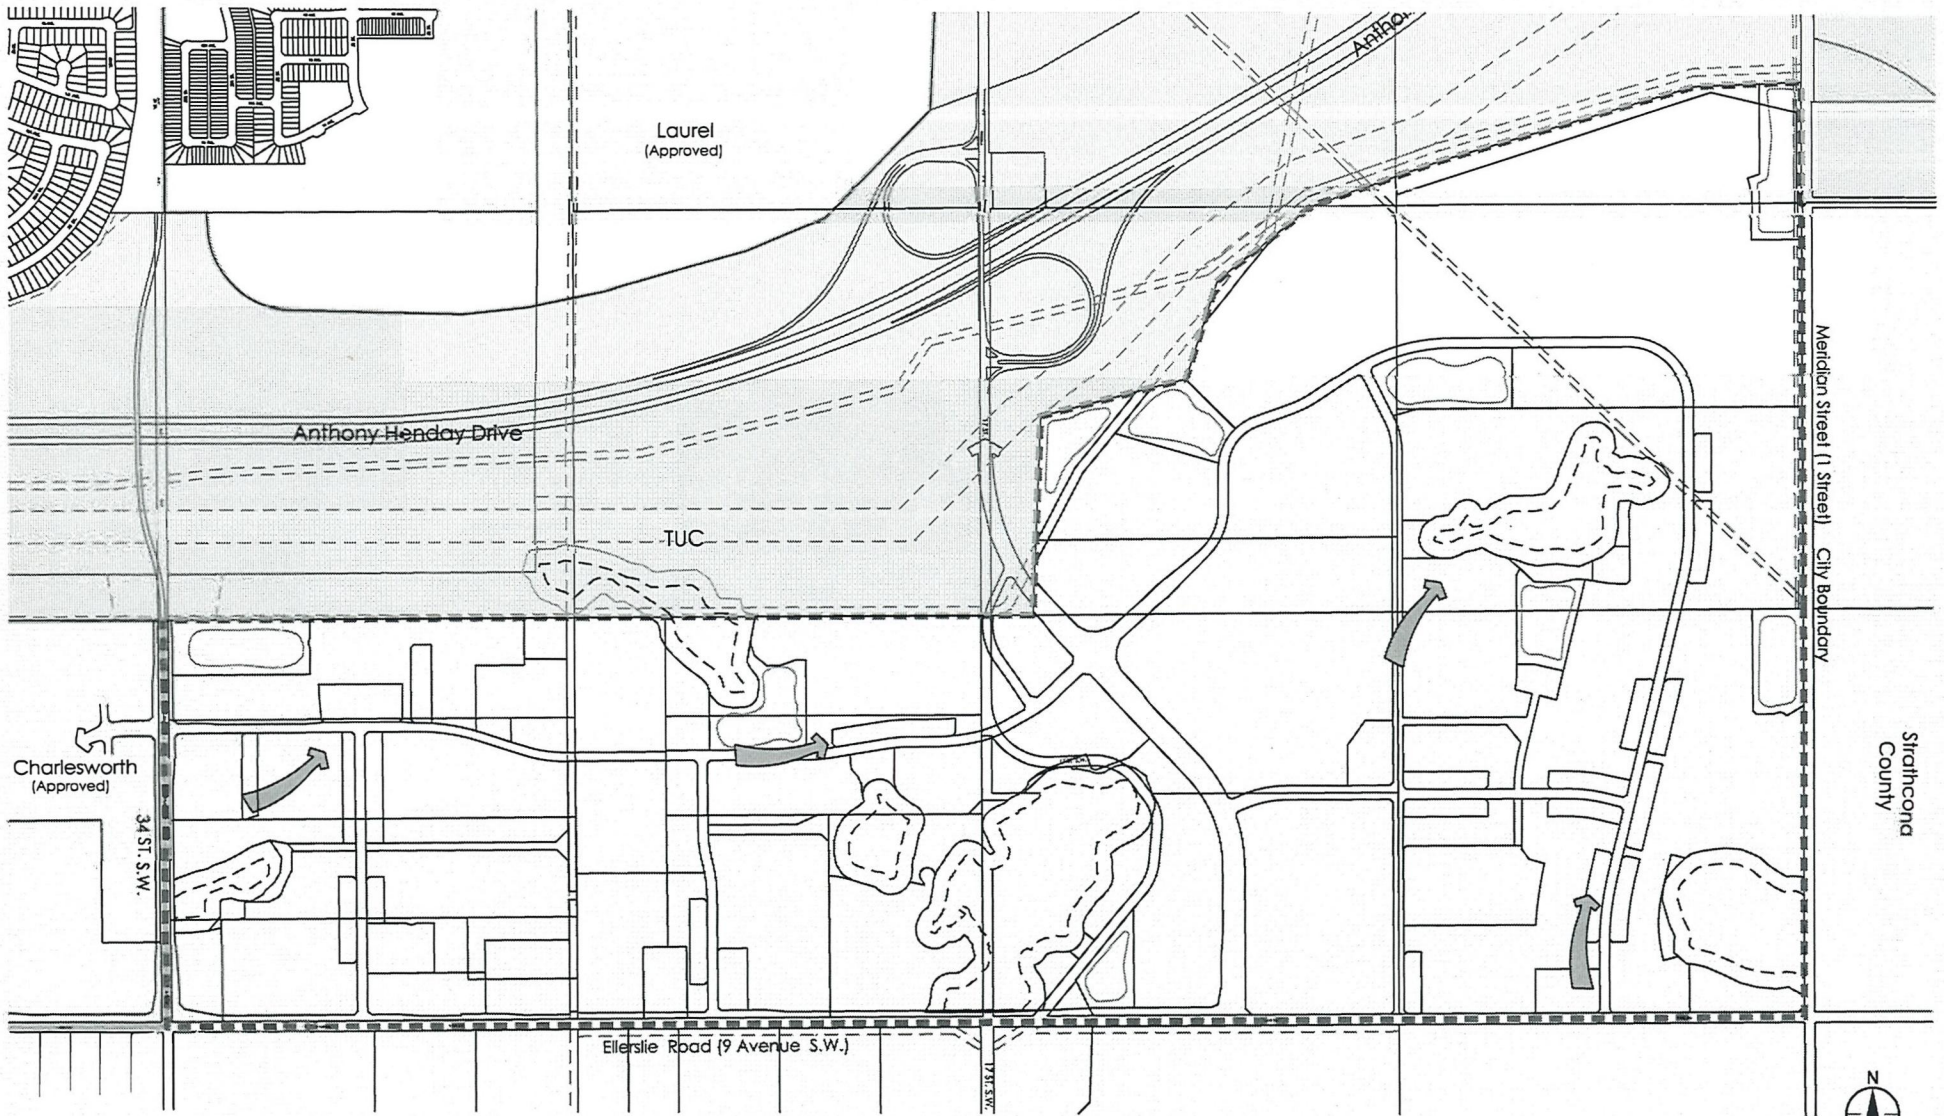 Anthony
Laurel
(Approved)
Anthony Henday Drive
TUC
Meridian Street (1 Street) City Boundary
Charlesworth
(Approved)
34 ST. S.W.
Strathcona
County
Ellerslie Road (9 Avenue S.W.)
17 ST. S.W.
N